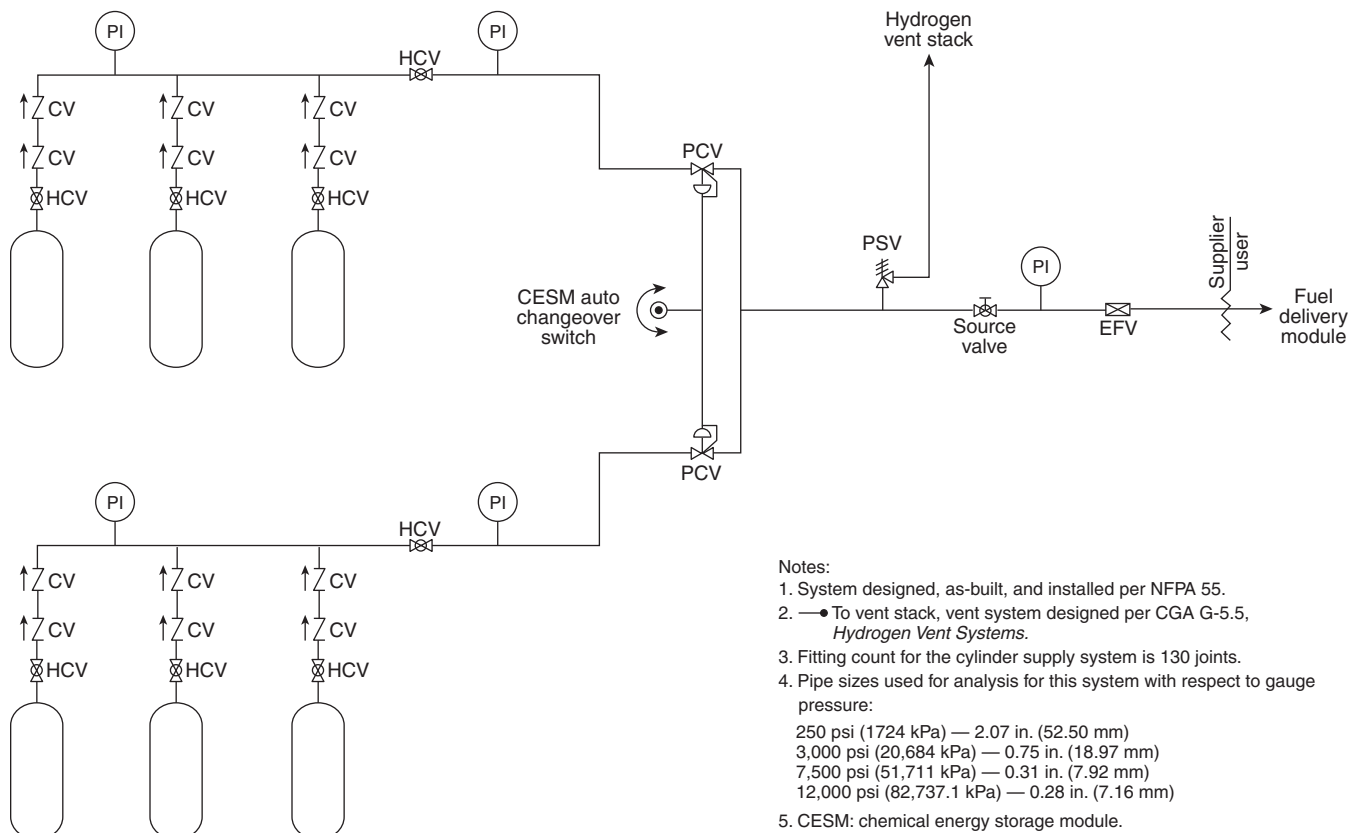 PI
PI
Hydrogen
vent stack
HCV
CV
CV
CV
CV
CV
CV
PCV
HCV
HCV
HCV
PSV
PI
Supplier
user
CESM auto
changeover
switch
Source
valve
EFV
Fuel
delivery
module
PCV
PI
PI
HCV
CV
CV
CV
CV
CV
CV
HCV
HCV
HCV
Notes:
1. System designed, as-built, and installed per NFPA 55.
2. To vent stack, vent system designed per CGA G-5.5,
Hydrogen Vent Systems.
3. Fitting count for the cylinder supply system is 130 joints.
4. Pipe sizes used for analysis for this system with respect to gauge
pressure:
250 psi (1724 kPa) — 2.07 in. (52.50 mm)
3,000 psi (20,684 kPa) — 0.75 in. (18.97 mm)
7,500 psi (51,711 kPa) — 0.31 in. (7.92 mm)
12,000 psi (82,737.1 kPa) — 0.28 in. (7.16 mm)
5. CESM: chemical energy storage module.